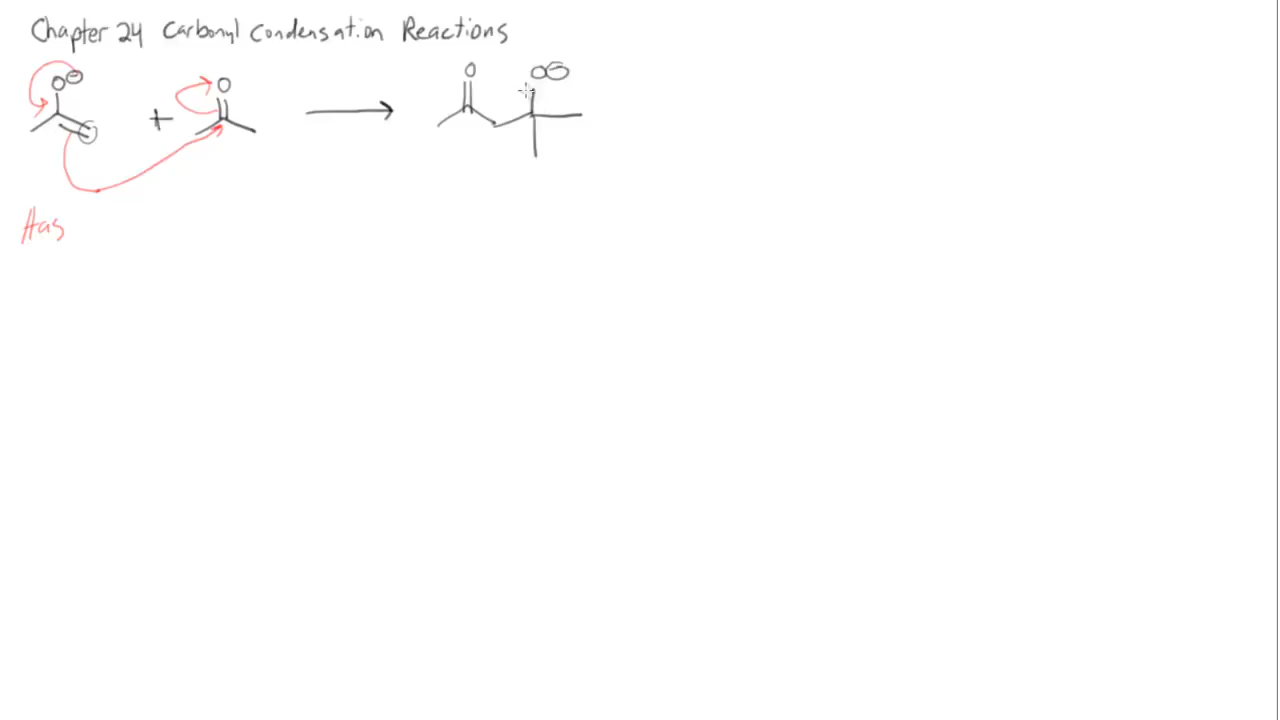 Chapter 24 Carbonyl Condensation Reactions
O⊖ + O → O O⊖
Has